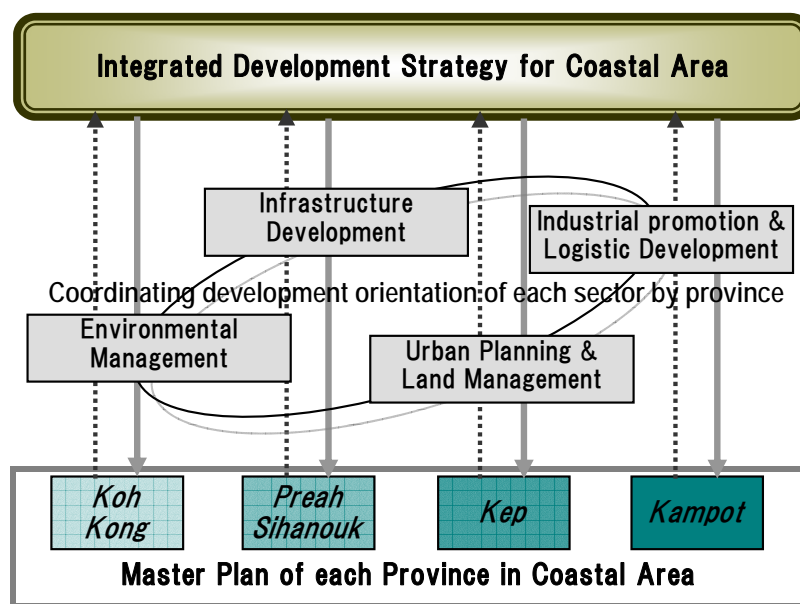 Integrated Development Strategy for Coastal Area
Infrastructure
Development
Industrial promotion &
Logistic Development
Coordinating development orientation of each sector by province
Environmental
Management
Urban Planning &
Land Management
Koh
Kong
Preah
Sihanouk
Kep
Kampot
Master Plan of each Province in Coastal Area